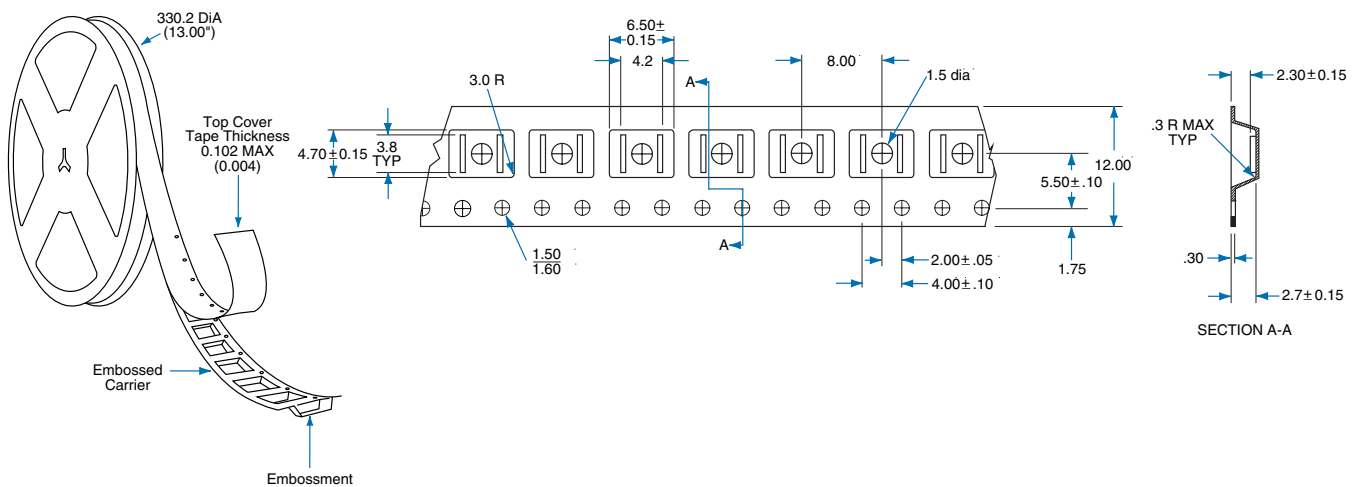 330.2 DiA
(13.00")
Top Cover
Tape Thickness
0.102 MAX
(0.004)
Embossed
Carrier
Embossment
6.50±
0.15
4.2
3.0 R
A
8.00
1.5 dia
4.70±0.15
3.8
TYP
12.00
5.50±.10
A
1.50
1.60
2.00±.05
4.00±.10
1.75
2.30±0.15
.3 R MAX
TYP
.30
2.7±0.15
SECTION A-A